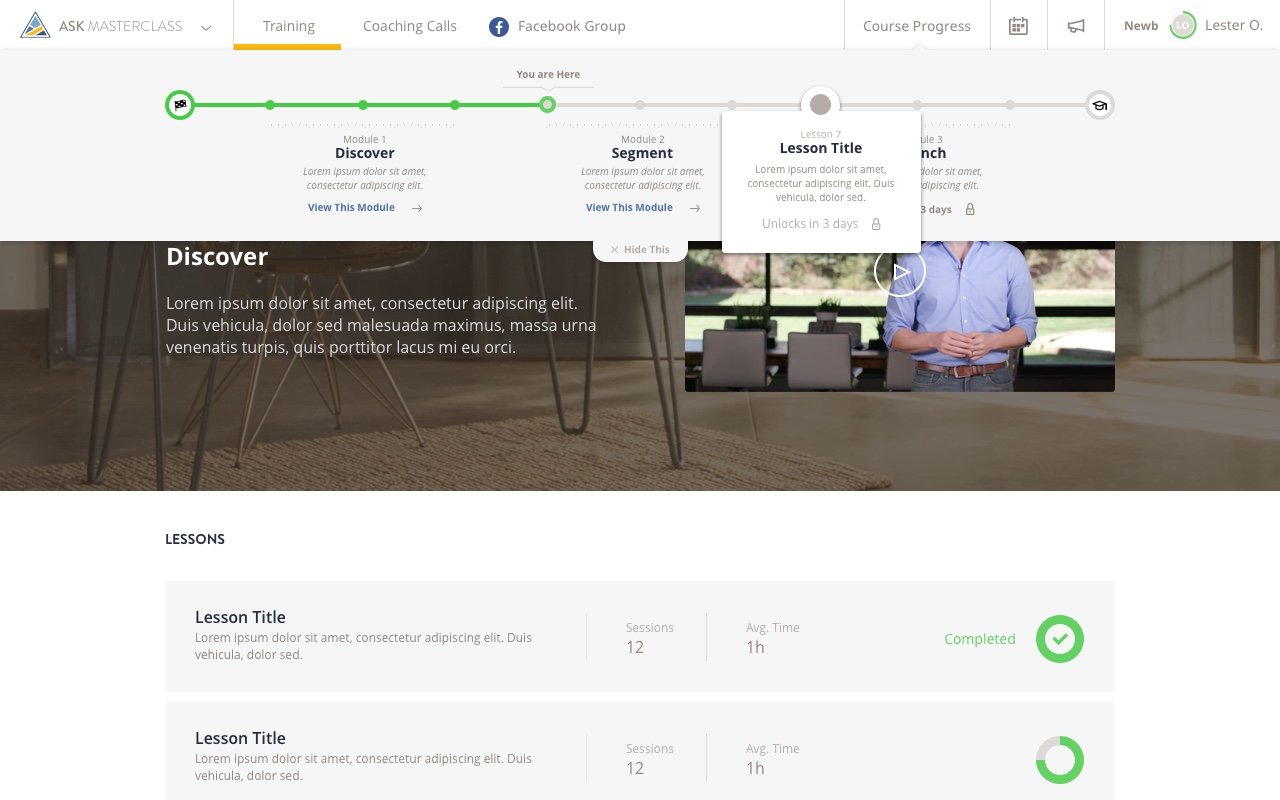 ASK MASTERCLASS
Training
Coaching Calls
Facebook Group
Course Progress
Newb
LO
Lester O.
You are Here
Module 1
Discover
Lorem ipsum dolor sit amet,
consectetur adipiscing elit.
View This Module
Module 2
Segment
Lorem ipsum dolor sit amet,
consectetur adipiscing elit.
View This Module
Lesson 7
Lesson Title
Lorem ipsum dolor sit amet,
consectetur adipiscing elit. Duis
vehicula, dolor sed.
Unlocks in 3 days
ule 3
nch
dolor sit amet,
dipiscing elit.
3 days
Hide This
Discover
Lorem ipsum dolor sit amet, consectetur adipiscing elit.
Duis vehicula, dolor sed malesuada maximus, massa urna
venenatis turpis, quis porttitor lacus mi eu orci.
LESSONS
Lesson Title
Lorem ipsum dolor sit amet, consectetur adipiscing elit. Duis
vehicula, dolor sed.
Sessions
12
Avg. Time
1h
Completed
Lesson Title
Lorem ipsum dolor sit amet, consectetur adipiscing elit. Duis
vehicula, dolor sed.
Sessions
12
Avg. Time
1h